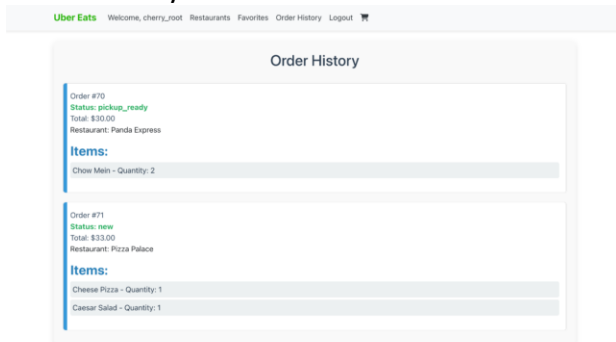 Uber Eats Welcome, cherry_root Restaurants Favorites Order History Logout
Order History
Order #70
Status: pickup_ready
Total: $30.00
Restaurant: Panda Express
Items:
Chow Mein - Quantity: 2
Order #71
Status: new
Total: $33.00
Restaurant: Pizza Palace
Items:
Cheese Pizza - Quantity: 1
Caesar Salad - Quantity: 1